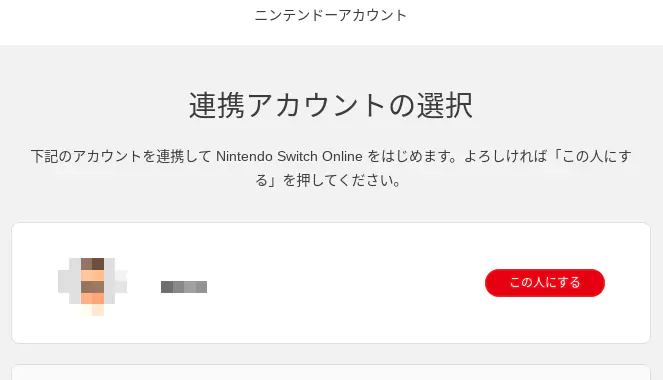 ニンテンドーアカウント
連携アカウントの選択
下記のアカウントを連携して Nintendo Switch Online をはじめます。よろしければ「この人にす
る」を押してください。
この人にする